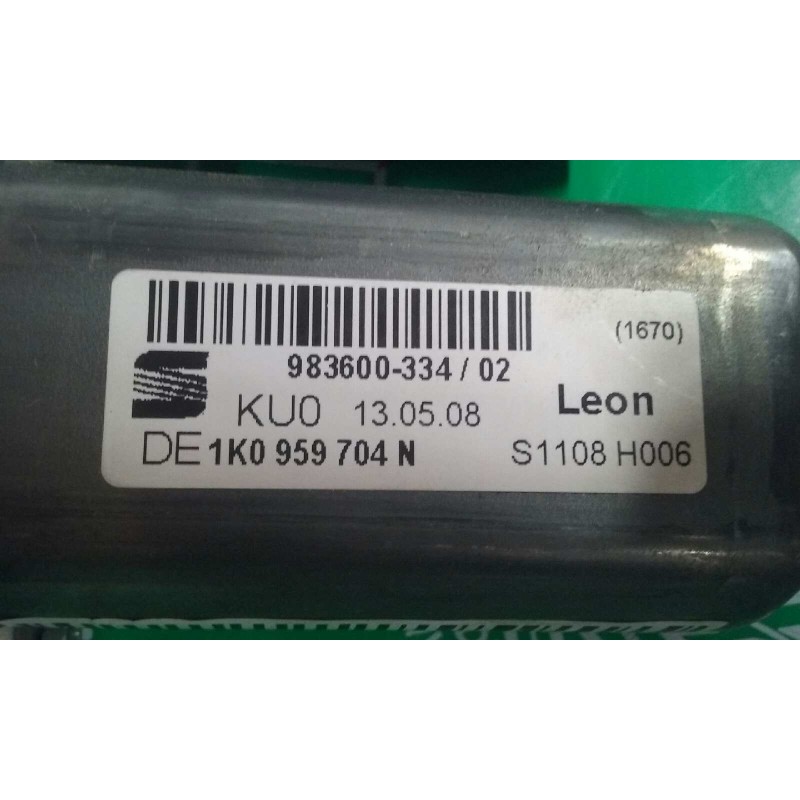 (1670)
983600-334 / 02
KU0 13.05.08 Leon
DE 1K0 959 704 N S1108 H006